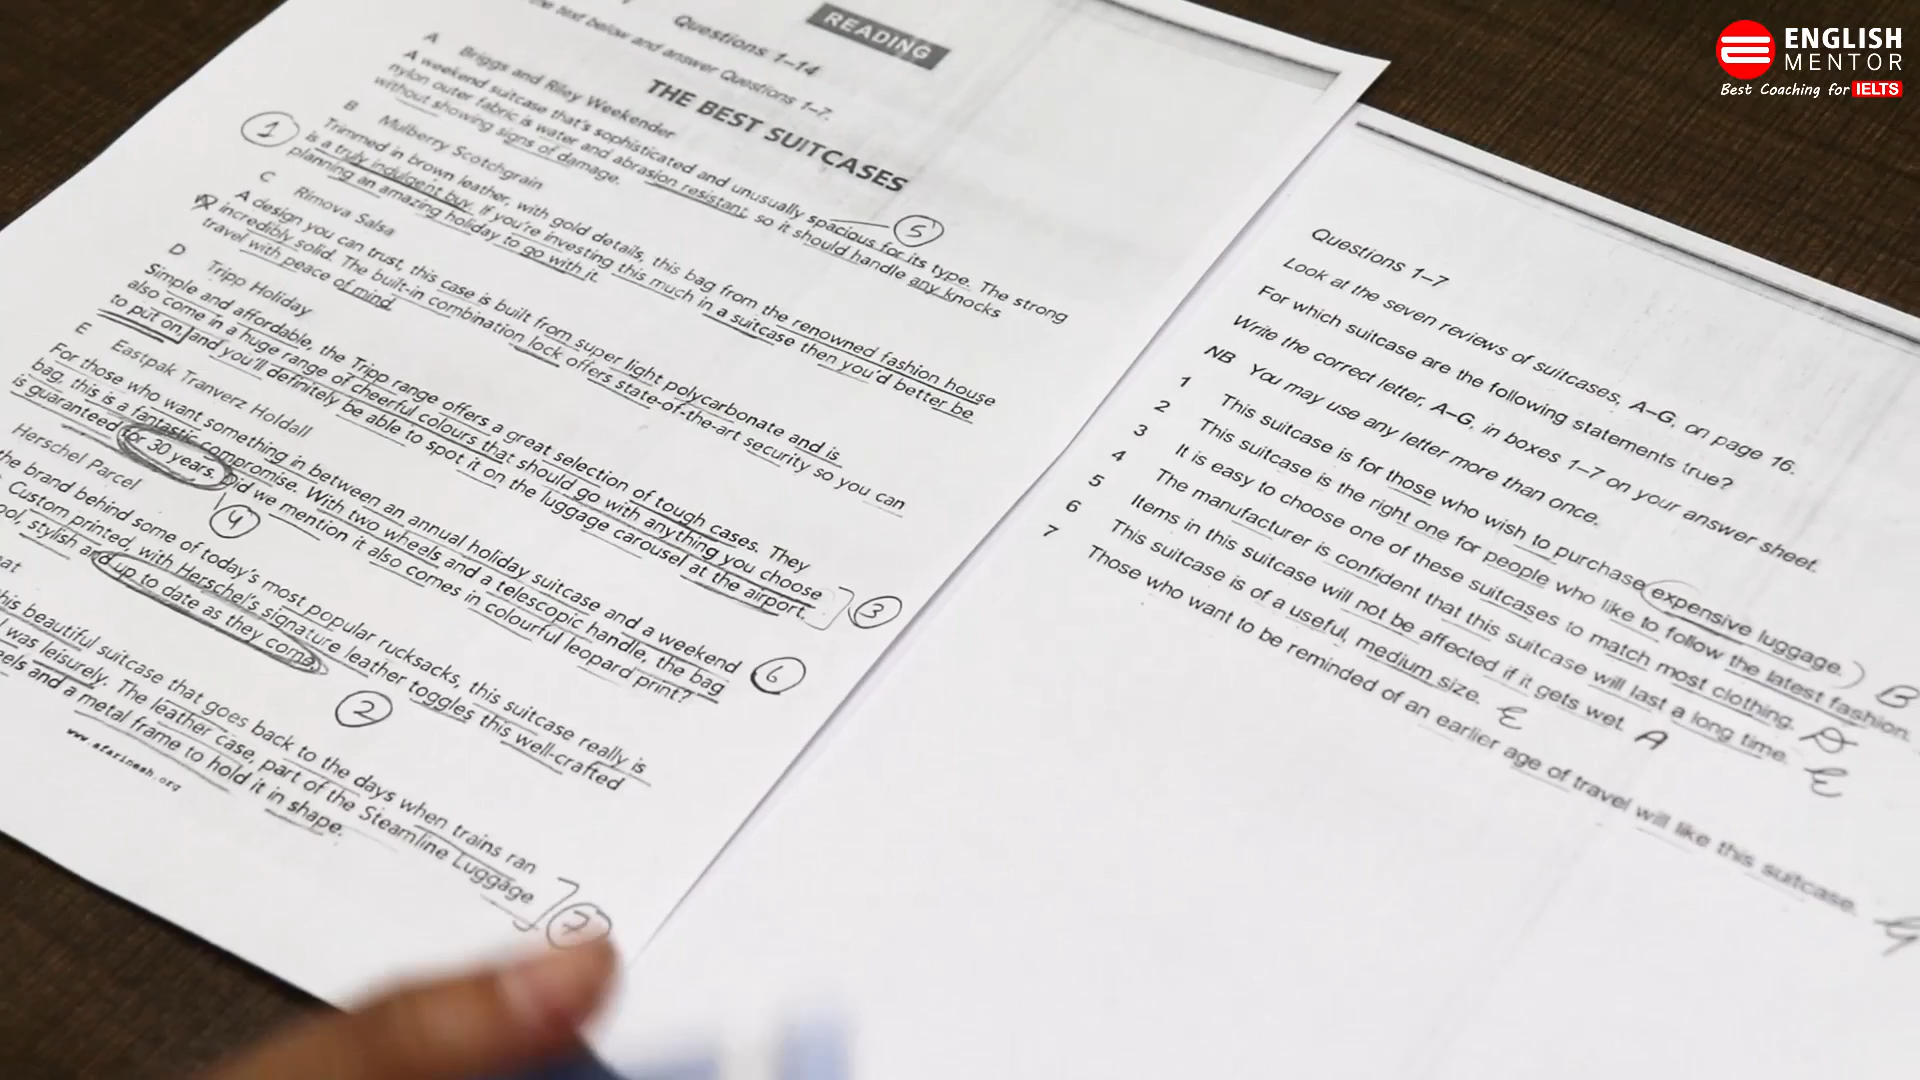 READING
Questions 1–14
the text below and answer Questions 1–7.
THE BEST SUITCASES
A Briggs and Riley Weekender
A weekend suitcase that's sophisticated and unusually spacious for its type. The strong
nylon outer fabric is water and abrasion resistant, so it should handle any knocks
without showing signs of damage.
5
B Mulberry Scotchgrain
1
Trimmed in brown leather, with gold details, this bag from the renowned fashion house
is a truly indulgent buy. If you're investing this much in a suitcase then you'd better be
planning an amazing holiday to go with it.
C Rimova Salsa
A design you can trust, this case is built from super light polycarbonate and is
incredibly solid. The built-in combination lock offers state-of-the-art security so you can
travel with peace of mind.
D Tripp Holiday
Simple and affordable, the Tripp range offers a great selection of tough cases. They
also come in a huge range of cheerful colours that should go with anything you choose
to put on, and you'll definitely be able to spot it on the luggage carousel at the airport.
3
E Eastpak Tranverz Holdall
For those who want something in between an annual holiday suitcase and a weekend
bag, this is a fantastic compromise. With two wheels and a telescopic handle, the bag
is guaranteed for 30 years. Did we mention it also comes in colourful leopard print?
6
4
Herschel Parcel
the brand behind some of today's most popular rucksacks, this suitcase really is
Custom printed, with Herschel's signature leather toggles this well-crafted
ool, stylish and up to date as they come.
2
his beautiful suitcase that goes back to the days when trains ran
was leisurely. The leather case, part of the Steamline Luggage
eels and a metal frame to hold it in shape.
7
www.afarinesh.org
Questions 1–7
Look at the seven reviews of suitcases, A–G, on page 16.
For which suitcase are the following statements true?
Write the correct letter, A–G, in boxes 1–7 on your answer sheet.
NB You may use any letter more than once.
1 This suitcase is for those who wish to purchase expensive luggage. B
2 This suitcase is the right one for people who like to follow the latest fashion.
3 It is easy to choose one of these suitcases to match most clothing. D
4 The manufacturer is confident that this suitcase will last a long time. E
5 Items in this suitcase will not be affected if it gets wet. A
6 This suitcase is of a useful, medium size. E
7 Those who want to be reminded of an earlier age of travel will like this suitcase. G
ENGLISH
MENTOR
Best Coaching for IELTS